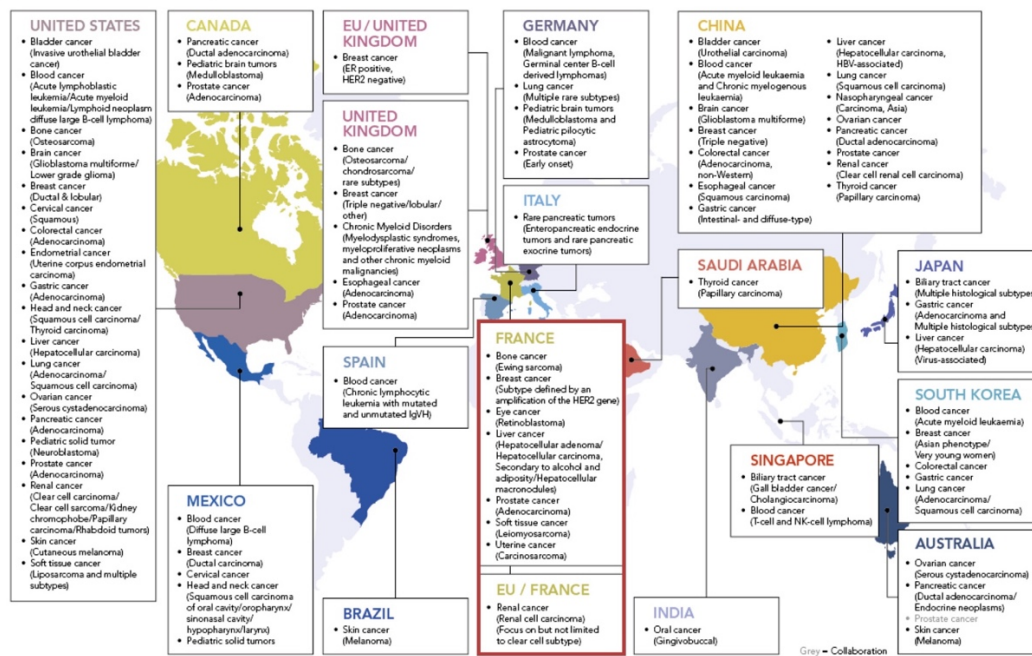 UNITED STATES
• Bladder cancer
(Invasive urothelial bladder
cancer)
• Blood cancer
(Acute lymphoblastic
leukemia/Acute myeloid
leukemia/Lymphoid neoplasm
diffuse large B-cell lymphoma)
• Bone cancer
(Osteosarcoma)
• Brain cancer
(Glioblastoma multiforme/
Lower grade glioma)
• Breast cancer
(Ductal & lobular)
• Cervical cancer
(Squamous)
• Colorectal cancer
(Adenocarcinoma)
• Endometrial cancer
(Uterine corpus endometrial
carcinoma)
• Gastric cancer
(Adenocarcinoma)
• Head and neck cancer
(Squamous cell carcinoma/
Thyroid carcinoma)
• Liver cancer
(Hepatocellular carcinoma)
• Lung cancer
(Adenocarcinoma/
Squamous cell carcinoma)
• Ovarian cancer
(Serous cystadenocarcinoma)
• Pancreatic cancer
(Adenocarcinoma)
• Pediatric solid tumor
(Neuroblastoma)
• Prostate cancer
(Adenocarcinoma)
• Renal cancer
(Clear cell carcinoma/
Clear cell sarcoma/Kidney
chromophobe/Papillary
carcinoma/Rhabdoid tumors)
• Skin cancer
(Cutaneous melanoma)
• Soft tissue cancer
(Liposarcoma and multiple
subtypes)
CANADA
• Pancreatic cancer
(Ductal adenocarcinoma)
• Pediatric brain tumors
(Medulloblastoma)
• Prostate cancer
(Adenocarcinoma)
EU / UNITED
KINGDOM
• Breast cancer
(ER positive,
HER2 negative)
UNITED
KINGDOM
• Bone cancer
(Osteosarcoma/
chondrosarcoma/
rare subtypes)
• Breast cancer
(Triple negative/lobular/
other)
• Chronic Myeloid Disorders
(Myelodysplastic syndromes,
myeloproliferative neoplasms
and other chronic myeloid
malignancies)
• Esophageal cancer
(Adenocarcinoma)
• Prostate cancer
(Adenocarcinoma)
GERMANY
• Blood cancer
(Malignant lymphoma,
Germinal center B-cell
derived lymphomas)
• Lung cancer
(Multiple rare subtypes)
• Pediatric brain tumors
(Medulloblastoma and
Pediatric pilocytic
astrocytoma)
• Prostate cancer
(Early onset)
ITALY
• Rare pancreatic tumors
(Enteropancreatic endocrine
tumors and rare pancreatic
exocrine tumors)
CHINA
• Bladder cancer
(Urothelial carcinoma)
• Blood cancer
(Acute myeloid leukaemia
and Chronic myelogenous
leukaemia)
• Brain cancer
(Glioblastoma multiforme)
• Breast cancer
(Triple negative)
• Colorectal cancer
(Adenocarcinoma,
non-Western)
• Esophageal cancer
(Squamous carcinoma)
• Gastric cancer
(Intestinal- and diffuse-type)
• Liver cancer
(Hepatocellular carcinoma,
HBV-associated)
• Lung cancer
(Squamous cell carcinoma)
• Nasopharyngeal cancer
(Carcinoma, Asia)
• Ovarian cancer
• Pancreatic cancer
(Ductal adenocarcinoma)
• Prostate cancer
• Renal cancer
(Clear cell renal cell carcinoma)
• Thyroid cancer
(Papillary carcinoma)
SAUDI ARABIA
• Thyroid cancer
(Papillary carcinoma)
JAPAN
• Biliary tract cancer
(Multiple histological subtypes)
• Gastric cancer
(Adenocarcinoma and
Multiple histological subtypes)
• Liver cancer
(Hepatocellular carcinoma)
(Virus-associated)
SPAIN
• Blood cancer
(Chronic lymphocytic
leukemia with mutated
and unmutated IgVH)
FRANCE
• Bone cancer
(Ewing sarcoma)
• Breast cancer
(Subtype defined by an
amplification of the HER2 gene)
• Eye cancer
(Retinoblastoma)
• Liver cancer
(Hepatocellular adenoma/
Hepatocellular carcinoma,
Secondary to alcohol and
adiposity/Hepatocellular
macronodules)
• Prostate cancer
(Adenocarcinoma)
• Soft tissue cancer
(Leiomyosarcoma)
• Uterine cancer
(Carcinosarcoma)
EU / FRANCE
• Renal cancer
(Renal cell carcinoma)
(Focus on but not limited
to clear cell subtype)
SOUTH KOREA
• Blood cancer
(Acute myeloid leukaemia)
• Breast cancer
(Asian phenotype/
Very young women)
• Colorectal cancer
• Gastric cancer
• Lung cancer
(Adenocarcinoma/
Squamous cell carcinoma)
SINGAPORE
• Biliary tract cancer
(Gall bladder cancer/
Cholangiocarcinoma)
• Blood cancer
(T-cell and NK-cell lymphoma)
MEXICO
• Blood cancer
(Diffuse large B-cell
lymphoma)
• Breast cancer
(Ductal carcinoma)
• Cervical cancer
• Head and neck cancer
(Squamous cell carcinoma
of oral cavity/oropharynx/
sinonasal cavity/
hypopharynx/larynx)
• Pediatric solid tumors
BRAZIL
• Skin cancer
(Melanoma)
INDIA
• Oral cancer
(Gingivobuccal)
AUSTRALIA
• Ovarian cancer
(Serous cystadenocarcinoma)
• Pancreatic cancer
(Ductal adenocarcinoma/
Endocrine neoplasms)
• Prostate cancer
• Skin cancer
(Melanoma)
Grey = Collaboration